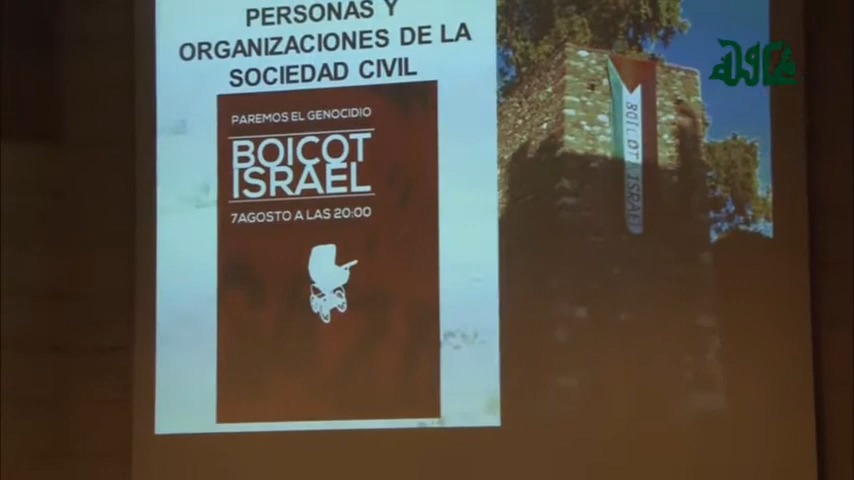 PERSONAS Y
ORGANIZACIONES DE LA
SOCIEDAD CIVIL
PAREMOS EL GENOCIDIO
BOICOT
ISRAEL
7AGOSTO A LAS 20:00
BOICOT ISRAEL